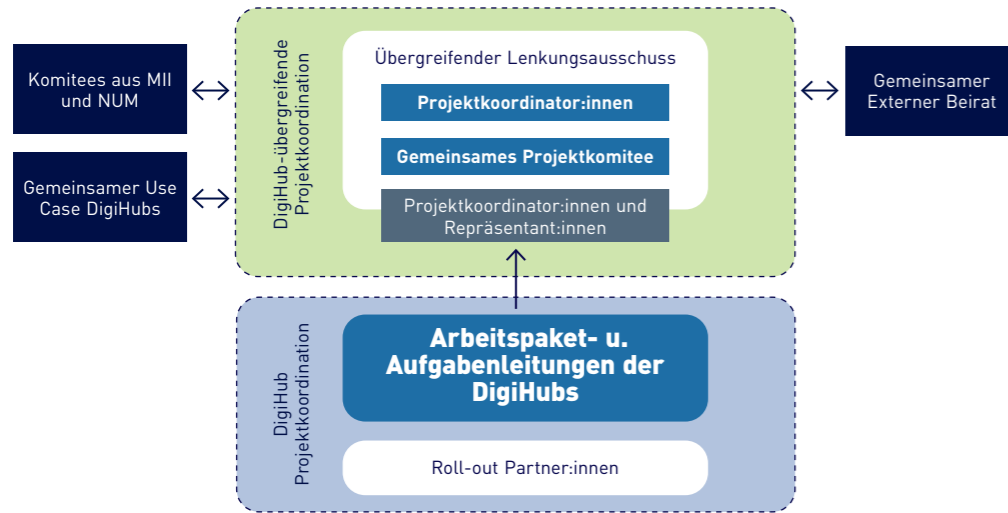 Komitees aus MII
und NUM
Gemeinsamer Use
Case DigiHubs
DigiHub-übergreifende
Projektkoordination
Übergreifender Lenkungsausschuss
Projektkoordinator:innen
Gemeinsames Projektkomitee
Projektkoordinator:innen und
Repräsentant:innen
Gemeinsamer
Externer Beirat
DigiHub
Projektkoordination
Arbeitspaket- u.
Aufgabenleitungen der
DigiHubs
Roll-out Partner:innen